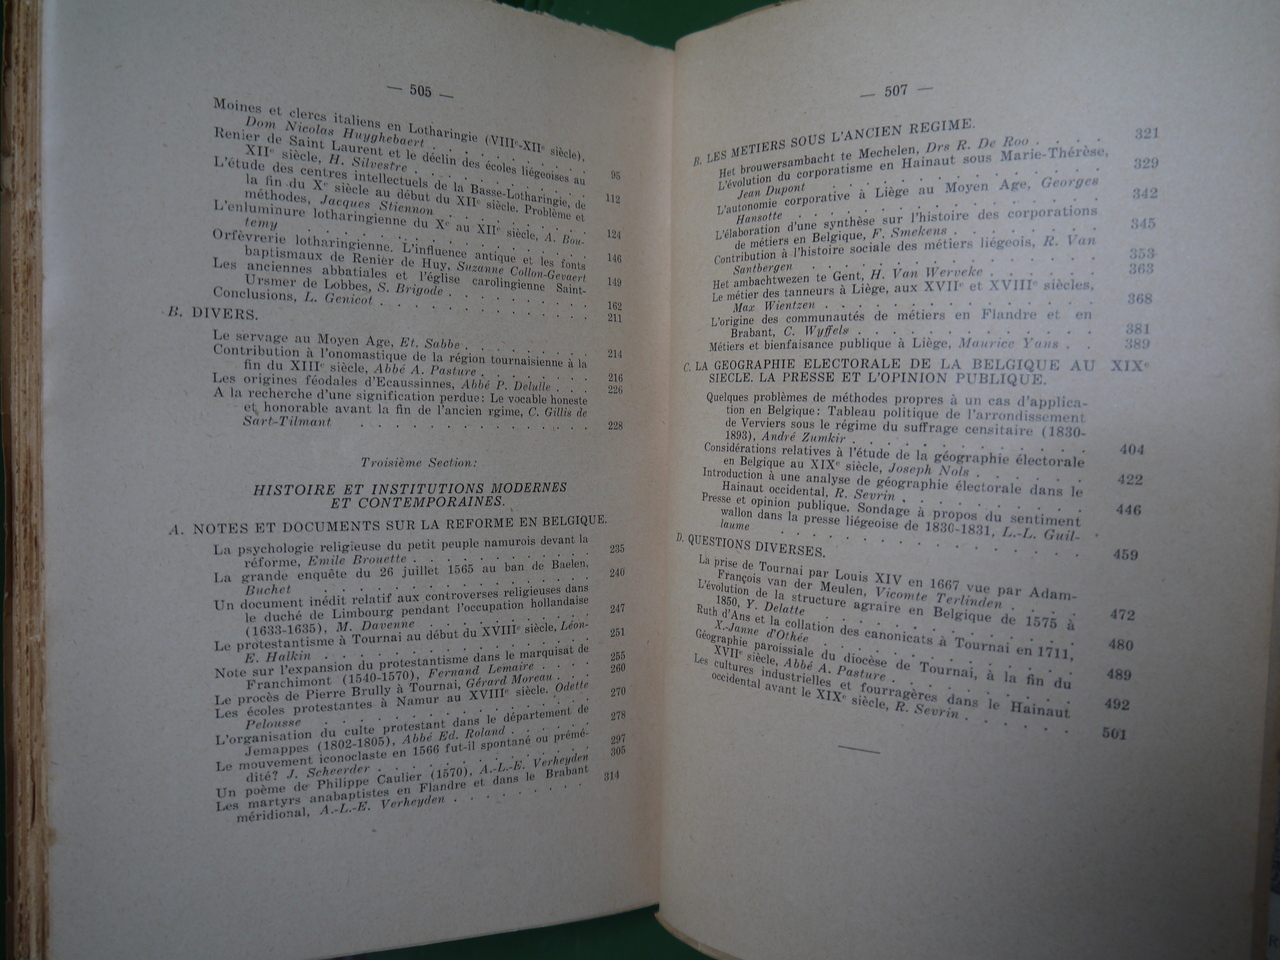 — 505 —
Moines et clercs italiens en Lotharingie (VIIIe-XIIe siècle),
Dom Nicolas Huyghebaert . . . . . . . . 95
Renier de Saint Laurent et le déclin des écoles liégeoises au
XIIe siècle, H. Silvestre . . . . . . . . 112
L'étude des centres intellectuels de la Basse-Lotharingie, de
la fin du Xe siècle au début du XIIe siècle. Problème et
méthodes, Jacques Stiennon . . . . . . . . 124
L'enluminure lotharingienne du Xe au XIIe siècle, A. Bou-
temy . . . . . . . . 146
Orfèvrerie lotharingienne. L'influence antique et les fonts
baptismaux de Renier de Huy, Suzanne Collon-Gevaert 149
Les anciennes abbatiales et l'église carolingienne Saint-
Ursmer de Lobbes, S. Brigode . . . . . . . . 162
Conclusions, L. Genicot . . . . . . . . 211
B. DIVERS.
Le servage au Moyen Age, Et. Sabbe . . . . . . . . 214
Contribution à l'onomastique de la région tournaisienne à la
fin du XIIIe siècle, Abbé A. Pasture . . . . . . . . 216
Les origines féodales d'Ecaussinnes, Abbé P. Delulle . . . 226
A la recherche d'une signification perdue: Le vocable honeste
et honorable avant la fin de l'ancien rgime, C. Gillis de
Sart-Tilmant . . . . . . . . 228
Troisième Section:
HISTOIRE ET INSTITUTIONS MODERNES
ET CONTEMPORAINES.
A. NOTES ET DOCUMENTS SUR LA REFORME EN BELGIQUE.
La psychologie religieuse du petit peuple namurois devant la
réforme, Emile Brouette . . . . . . . . 235
La grande enquête du 26 juillet 1565 au ban de Baelen,
Buchet . . . . . . . . 240
Un document inédit relatif aux controverses religieuses dans
le duché de Limbourg pendant l'occupation hollandaise
(1633-1635), M. Davenne . . . . . . . . 247
Le protestantisme à Tournai au début du XVIIIe siècle, Léon-
E. Halkin . . . . . . . . 251
Note sur l'expansion du protestantisme dans le marquisat de
Franchimont (1540-1570), Fernand Lemaire . . . . 255
Le procès de Pierre Brully à Tournai, Gérard Moreau . . . 260
Les écoles protestantes à Namur au XVIIIe siècle. Odette
Pelousse . . . . . . . . 270
L'organisation du culte protestant dans le département de
Jemappes (1802-1805), Abbé Ed. Roland . . . . 278
Le mouvement iconoclaste en 1566 fut-il spontané ou prémé-
dité? J. Scheerder . . . . . . . . 297
Un poème de Philippe Caulier (1570), A.-L.-E. Verheyden 305
Les martyrs anabaptistes en Flandre et dans le Brabant
méridional, A.-L.-E. Verheyden . . . . . . . . 314
— 507 —
B. LES METIERS SOUS L'ANCIEN REGIME.
Het brouwersambacht te Mechelen, Drs R. De Roo . . . . 321
L'évolution du corporatisme en Hainaut sous Marie-Thérèse,
Jean Dupont . . . . . . . . 329
L'autonomie corporative à Liège au Moyen Age, Georges
Hansotte . . . . . . . . 342
L'élaboration d'une synthèse sur l'histoire des corporations
de métiers en Belgique, F. Smekens . . . . . . . . 345
Contribution à l'histoire sociale des métiers liégeois, R. Van
Santbergen . . . . . . . . 353
Het ambachtwezen te Gent, H. Van Werveke . . . . . . . . 363
Le métier des tanneurs à Liège, aux XVIIe et XVIIIe siècles,
Max Wientzen . . . . . . . . 368
L'origine des communautés de métiers en Flandre et en
Brabant, C. Wyffels . . . . . . . . 381
Métiers et bienfaisance publique à Liège, Maurice Yans . . 389
C. LA GEOGRAPHIE ELECTORALE DE LA BELGIQUE AU XIXe
SIECLE. LA PRESSE ET L'OPINION PUBLIQUE.
Quelques problèmes de méthodes propres à un cas d'applica-
tion en Belgique: Tableau politique de l'arrondissement
de Verviers sous le régime du suffrage censitaire (1830-
1893), André Zumkir . . . . . . . . 404
Considérations relatives à l'étude de la géographie électorale
en Belgique au XIXe siècle, Joseph Nols . . . . . . . . 422
Introduction à une analyse de géographie électorale dans le
Hainaut occidental, R. Sevrin . . . . . . . . 446
Presse et opinion publique. Sondage à propos du sentiment
wallon dans la presse liégeoise de 1830-1831, L.-L. Guil-
laume . . . . . . . . 459
D. QUESTIONS DIVERSES.
La prise de Tournai par Louis XIV en 1667 vue par Adam-
François van der Meulen, Vicomte Terlinden . . . . 472
L'évolution de la structure agraire en Belgique de 1575 à
1850, Y. Delatte . . . . . . . . 480
Ruth d'Ans et la collation des canonicats à Tournai en 1711,
X. Janne d'Othée . . . . . . . . 489
Géographie paroissiale du diocèse de Tournai, à la fin du
XVIIe siècle, Abbé A. Pasture . . . . . . . . 492
Les cultures industrielles et fourragères dans le Hainaut
occidental avant le XIXe siècle, R. Sevrin . . . . . . . . 501